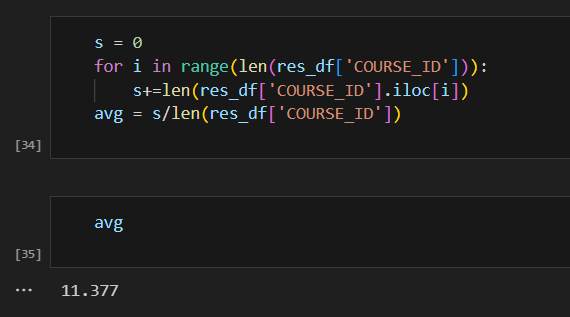 s = 0
for i in range(len(res_df['COURSE_ID'])):
    s+=len(res_df['COURSE_ID'].iloc[i])
avg = s/len(res_df['COURSE_ID'])
[34]
avg
[35]
... 11.377